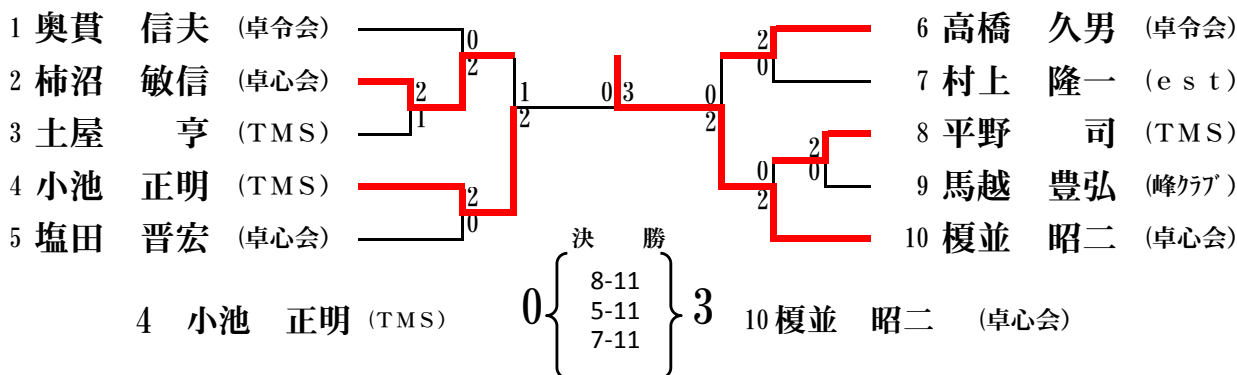 1 奥貫 信夫 (卓令会)
2 柿沼 敏信 (卓心会)
3 土屋 亨 (TMS)
4 小池 正明 (TMS)
5 塩田 晋宏 (卓心会)
0
2
2
1
2
0
1
2
0 3
0
2
2
0
0
2
2
0
6 高橋 久男 (卓令会)
7 村上 隆一 (est)
8 平野 司 (TMS)
9 馬越 豊弘 (峰クラブ)
10 榎並 昭二 (卓心会)
決 勝
4 小池 正明 (TMS) 0 { 8-11 } 3 10 榎並 昭二 (卓心会)
5-11
7-11